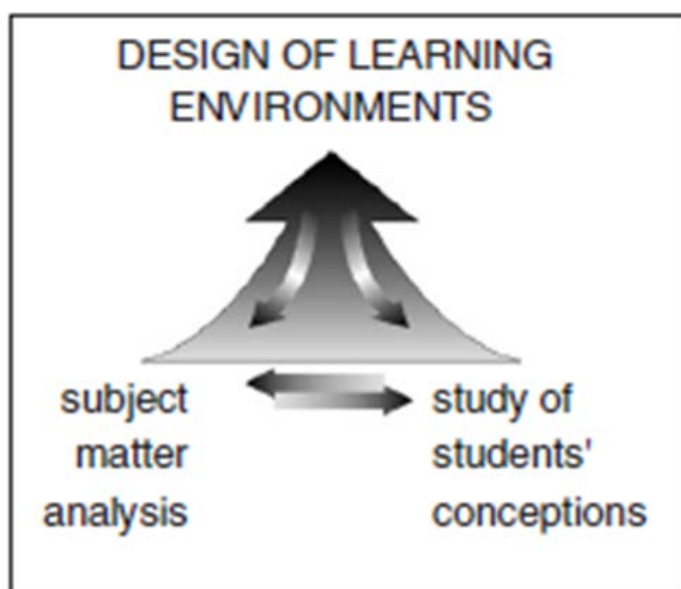 DESIGN OF LEARNING
ENVIRONMENTS
subject
matter
analysis
study of
students'
conceptions